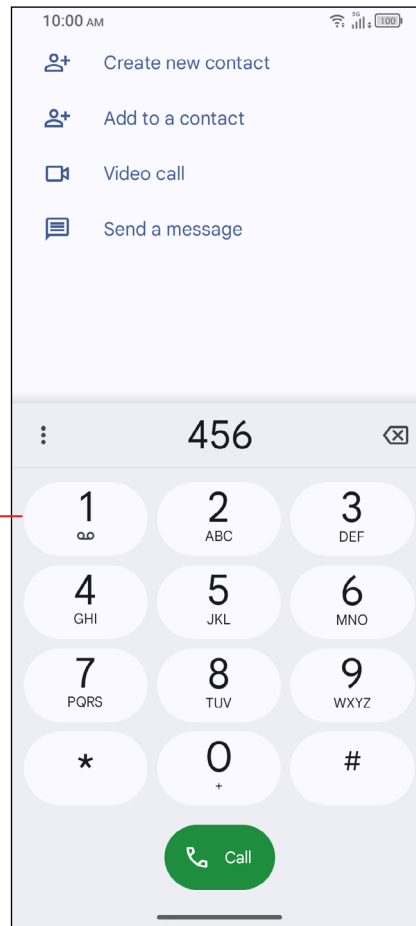 10:00 AM 5G 100
Create new contact
Add to a contact
Video call
Send a message
456
1 2 3
ABC DEF
4 5 6
GHI JKL MNO
7 8 9
PQRS TUV WXYZ
* 0 #
+
Call